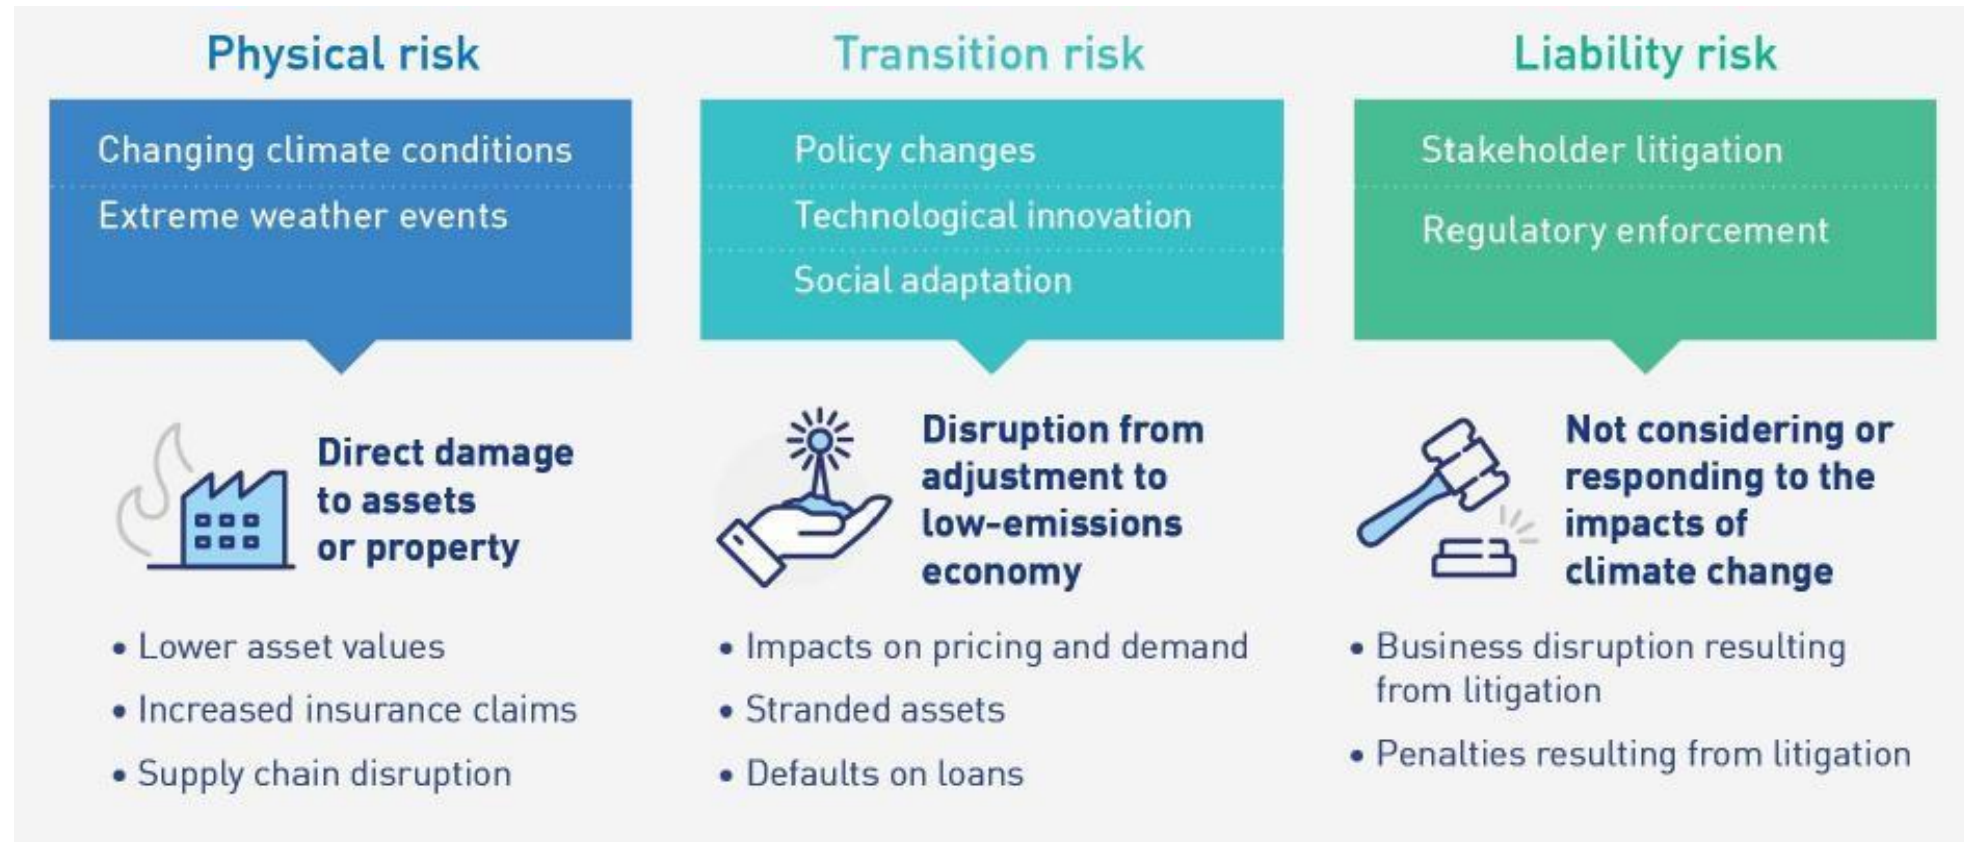 Physical risk
Changing climate conditions
Extreme weather events
Direct damage
to assets
or property
• Lower asset values
• Increased insurance claims
• Supply chain disruption
Transition risk
Policy changes
Technological innovation
Social adaptation
Disruption from
adjustment to
low-emissions
economy
• Impacts on pricing and demand
• Stranded assets
• Defaults on loans
Liability risk
Stakeholder litigation
Regulatory enforcement
Not considering or
responding to the
impacts of
climate change
• Business disruption resulting
from litigation
• Penalties resulting from litigation